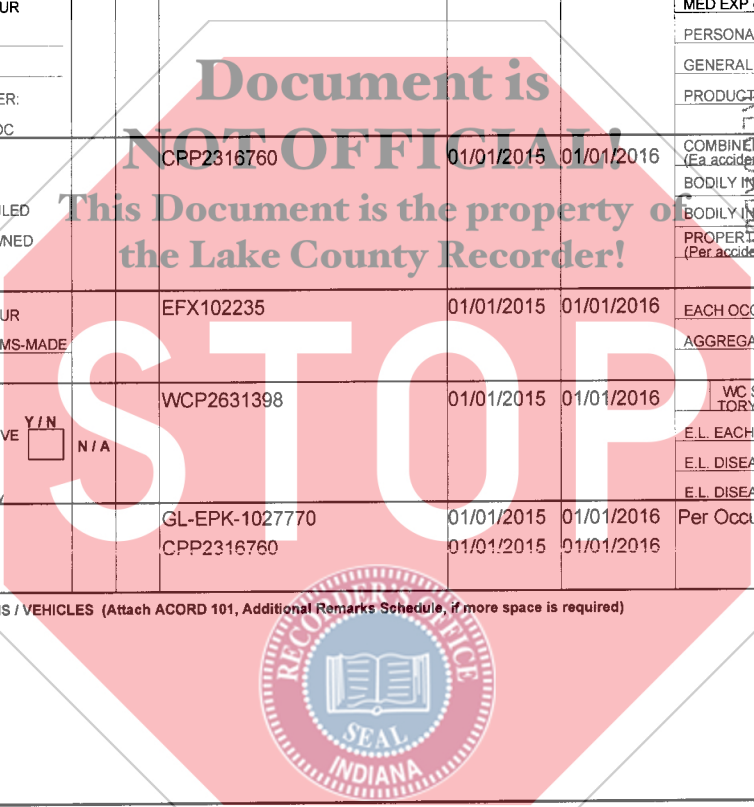 UR
MED EXP
PERSONA
GENERAL
ER:
PRODUCT
OC
Document is
NOT OFFICIAL!
This Document is the property of
the Lake County Recorder!
CPP2316760 01/01/2015 01/01/2016
COMBINE
(Ea accide
BODILY IN
LED
BODILY IN
NED
PROPERT
(Per accide
UR
EFX102235 01/01/2015 01/01/2016
EACH OCC
MS-MADE
AGGREGA
STOP
WCP2631398 01/01/2015 01/01/2016
WC S
TORY
Y / N
VE
N / A
E.L. EACH
E.L. DISEA
E.L. DISEA
GL-EPK-1027770 01/01/2015 01/01/2016 Per Occu
CPP2316760 01/01/2015 01/01/2016
IS / VEHICLES (Attach ACORD 101, Additional Remarks Schedule, if more space is required)
RECORDER'S OFFICE
SEAL
INDIANA